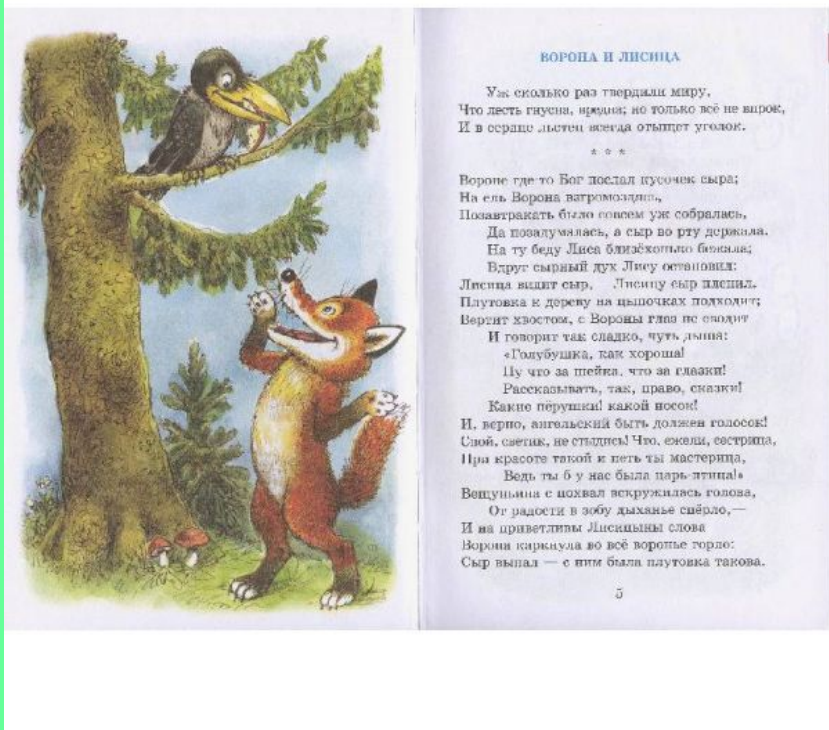 ВОРОНА И ЛИСИЦА
Уж сколько раз твердили миру,
Что лесть гнусна, вредна; но только всё не впрок,
И в сердце льстец всегда отыщет уголок.
* * *
Вороне где-то Бог послал кусочек сыра;
На ель Ворона взгромоздясь,
Позавтракать было совсем уж собралась,
Да позадумалась, а сыр во рту держала.
На ту беду Лиса близёхонько бежала;
Вдруг сырный дух Лису остановил:
Лисица видит сыр, Лисицу сыр пленил.
Плутовка к дереву на цыпочках подходит;
Вертит хвостом, с Вороны глаз не сводит
И говорит так сладко, чуть дыша:
«Голубушка, как хороша!
Ну что за шейка, что за глазки!
Рассказывать, так, право, сказки!
Какие пёрушки! какой носок!
И, верно, ангельский быть должен голосок!
Спой, светик, не стыдись! Что, ежели, сестрица,
При красоте такой и петь ты мастерица,
Ведь ты б у нас была царь-птица!»
Вещуньина с похвал вскружилась голова,
От радости в зобу дыханье спёрло,—
И на приветливы Лисицыны слова
Ворона каркнула во всё воронье горло:
Сыр выпал — с ним была плутовка такова.
5